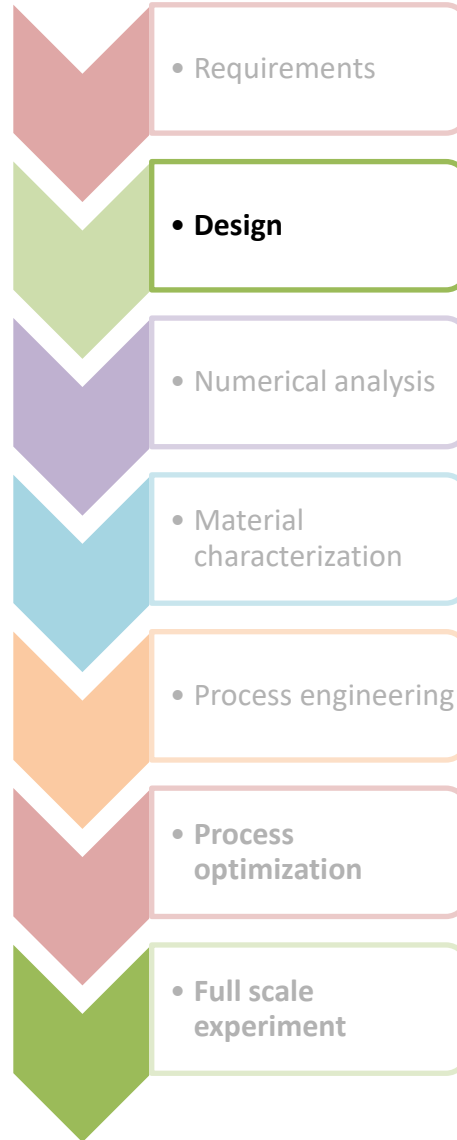 • Requirements
• Design
• Numerical analysis
• Material
characterization
• Process engineering
• Process
optimization
• Full scale
experiment